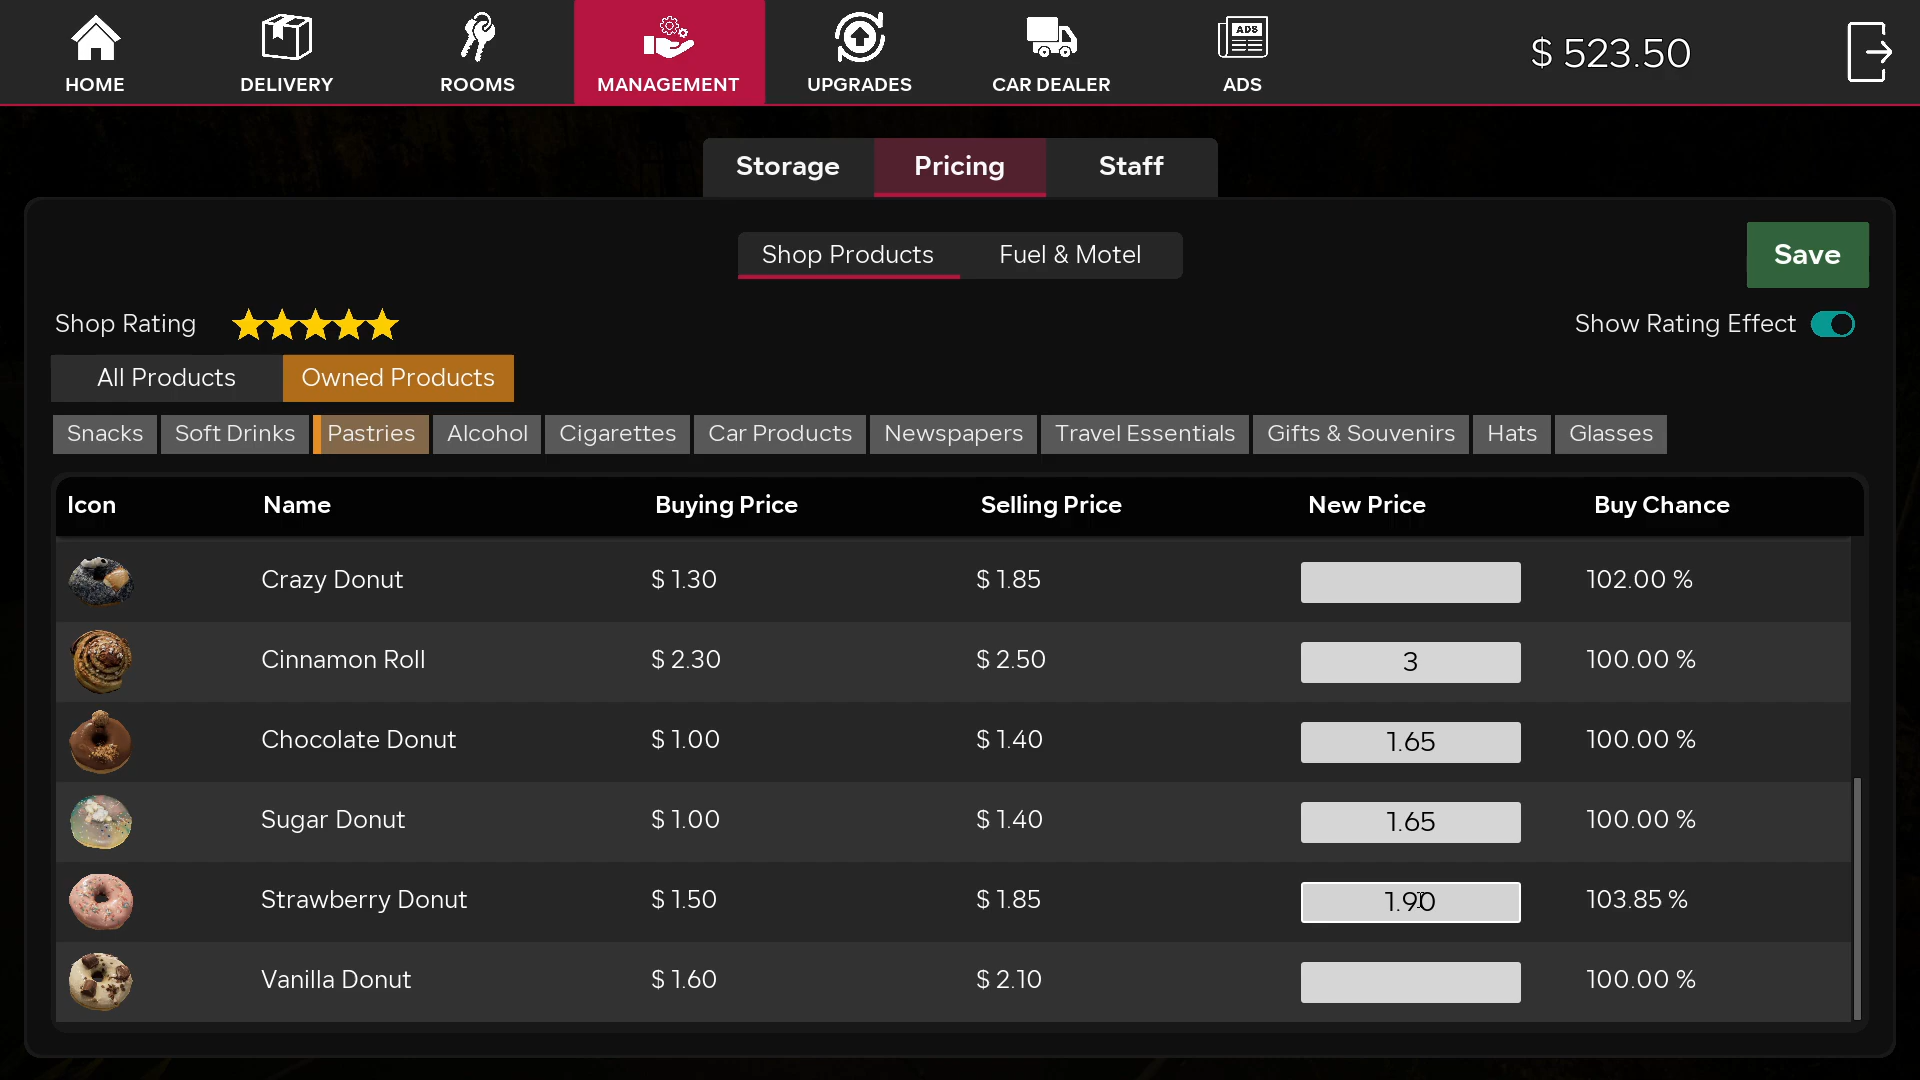 HOME DELIVERY ROOMS MANAGEMENT UPGRADES CAR DEALER ADS $ 523.50
ADS
Storage Pricing Staff
Shop Products Fuel & Motel Save
Shop Rating Show Rating Effect
All Products Owned Products
Snacks Soft Drinks Pastries Alcohol Cigarettes Car Products Newspapers Travel Essentials Gifts & Souvenirs Hats Glasses
Icon Name Buying Price Selling Price New Price Buy Chance
Crazy Donut $ 1.30 $ 1.85 102.00 %
Cinnamon Roll $ 2.30 $ 2.50 3 100.00 %
Chocolate Donut $ 1.00 $ 1.40 1.65 100.00 %
Sugar Donut $ 1.00 $ 1.40 1.65 100.00 %
Strawberry Donut $ 1.50 $ 1.85 1.90 103.85 %
Vanilla Donut $ 1.60 $ 2.10 100.00 %